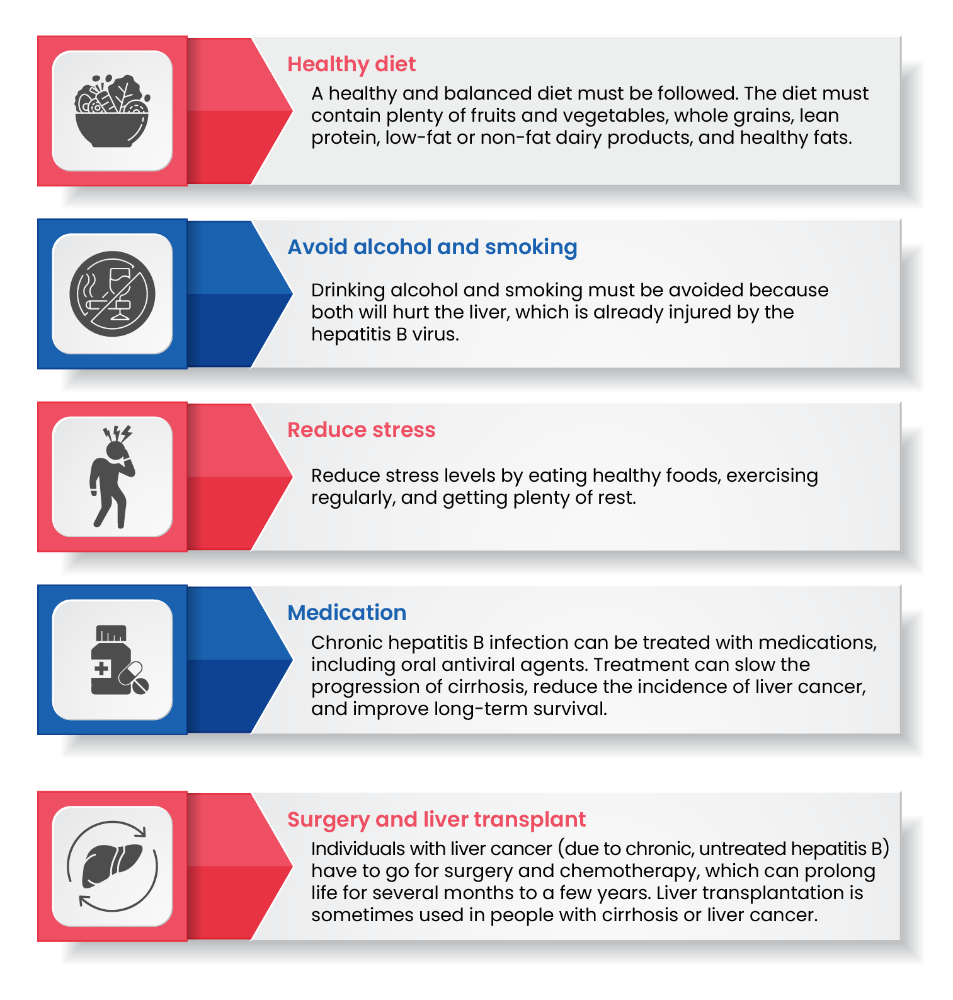 Healthy diet
A healthy and balanced diet must be followed. The diet must
contain plenty of fruits and vegetables, whole grains, lean
protein, low-fat or non-fat dairy products, and healthy fats.
Avoid alcohol and smoking
Drinking alcohol and smoking must be avoided because
both will hurt the liver, which is already injured by the
hepatitis B virus.
Reduce stress
Reduce stress levels by eating healthy foods, exercising
regularly, and getting plenty of rest.
Medication
Chronic hepatitis B infection can be treated with medications,
including oral antiviral agents. Treatment can slow the
progression of cirrhosis, reduce the incidence of liver cancer,
and improve long-term survival.
Surgery and liver transplant
Individuals with liver cancer (due to chronic, untreated hepatitis B)
have to go for surgery and chemotherapy, which can prolong
life for several months to a few years. Liver transplantation is
sometimes used in people with cirrhosis or liver cancer.